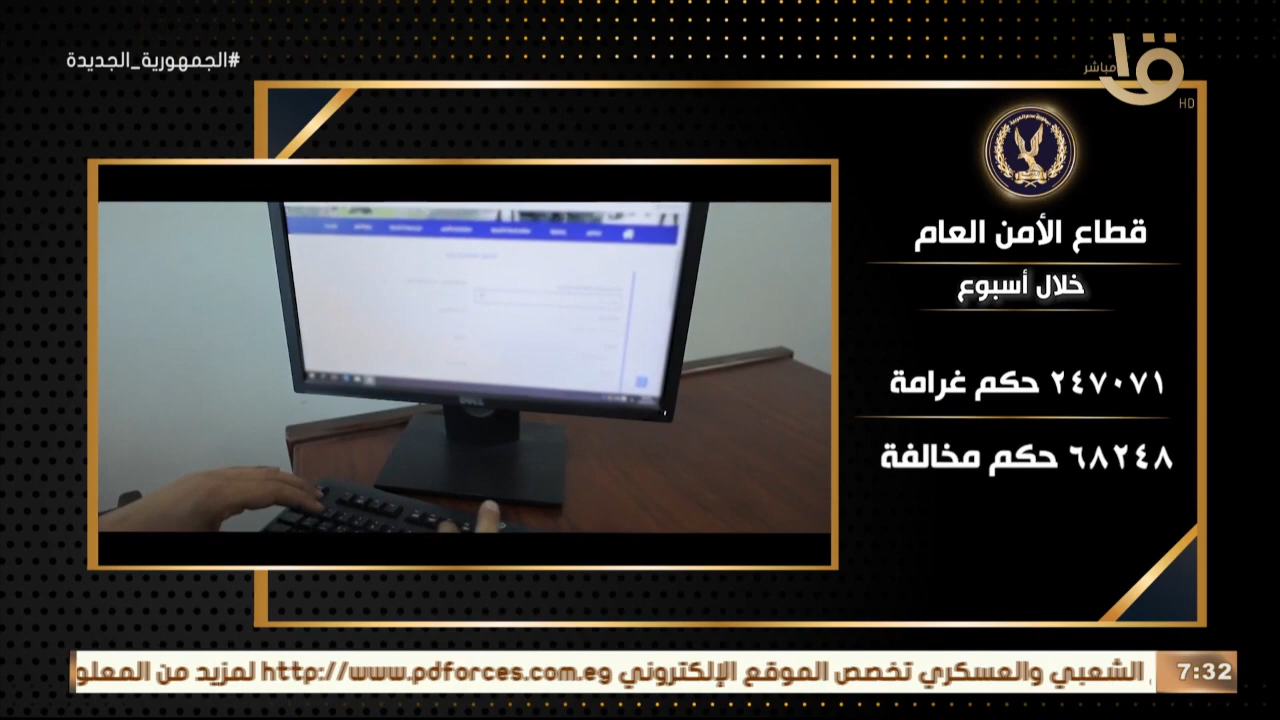 #الجمهورية_الجديدة
مباشر
HD
قطاع الأمن العام
خلال أسبوع
٢٤٧٠٧١ حكم غرامة
٦٨٢٤٨ حكم مخالفة
DELL
الشعبي والعسكري تخصص الموقع الإلكتروني http://www.pdforces.com.eg لمزيد من المعلو
7:32